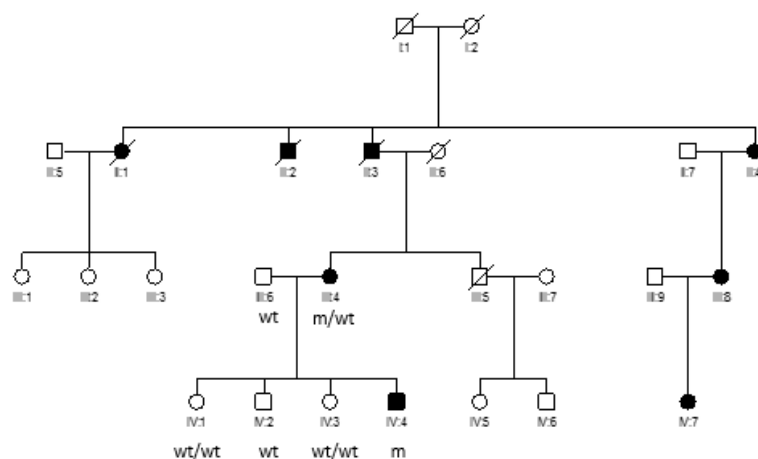 I:1 I:2
II:5 II:1 II:2 II:3 II:6 II:7 II:4
III:1 III:2 III:3 III:6 III:4 III:5 III:7 III:9 III:8
wt m/wt
IV:1 IV:2 IV:3 IV:4 IV:5 IV:6 IV:7
wt/wt wt wt/wt m